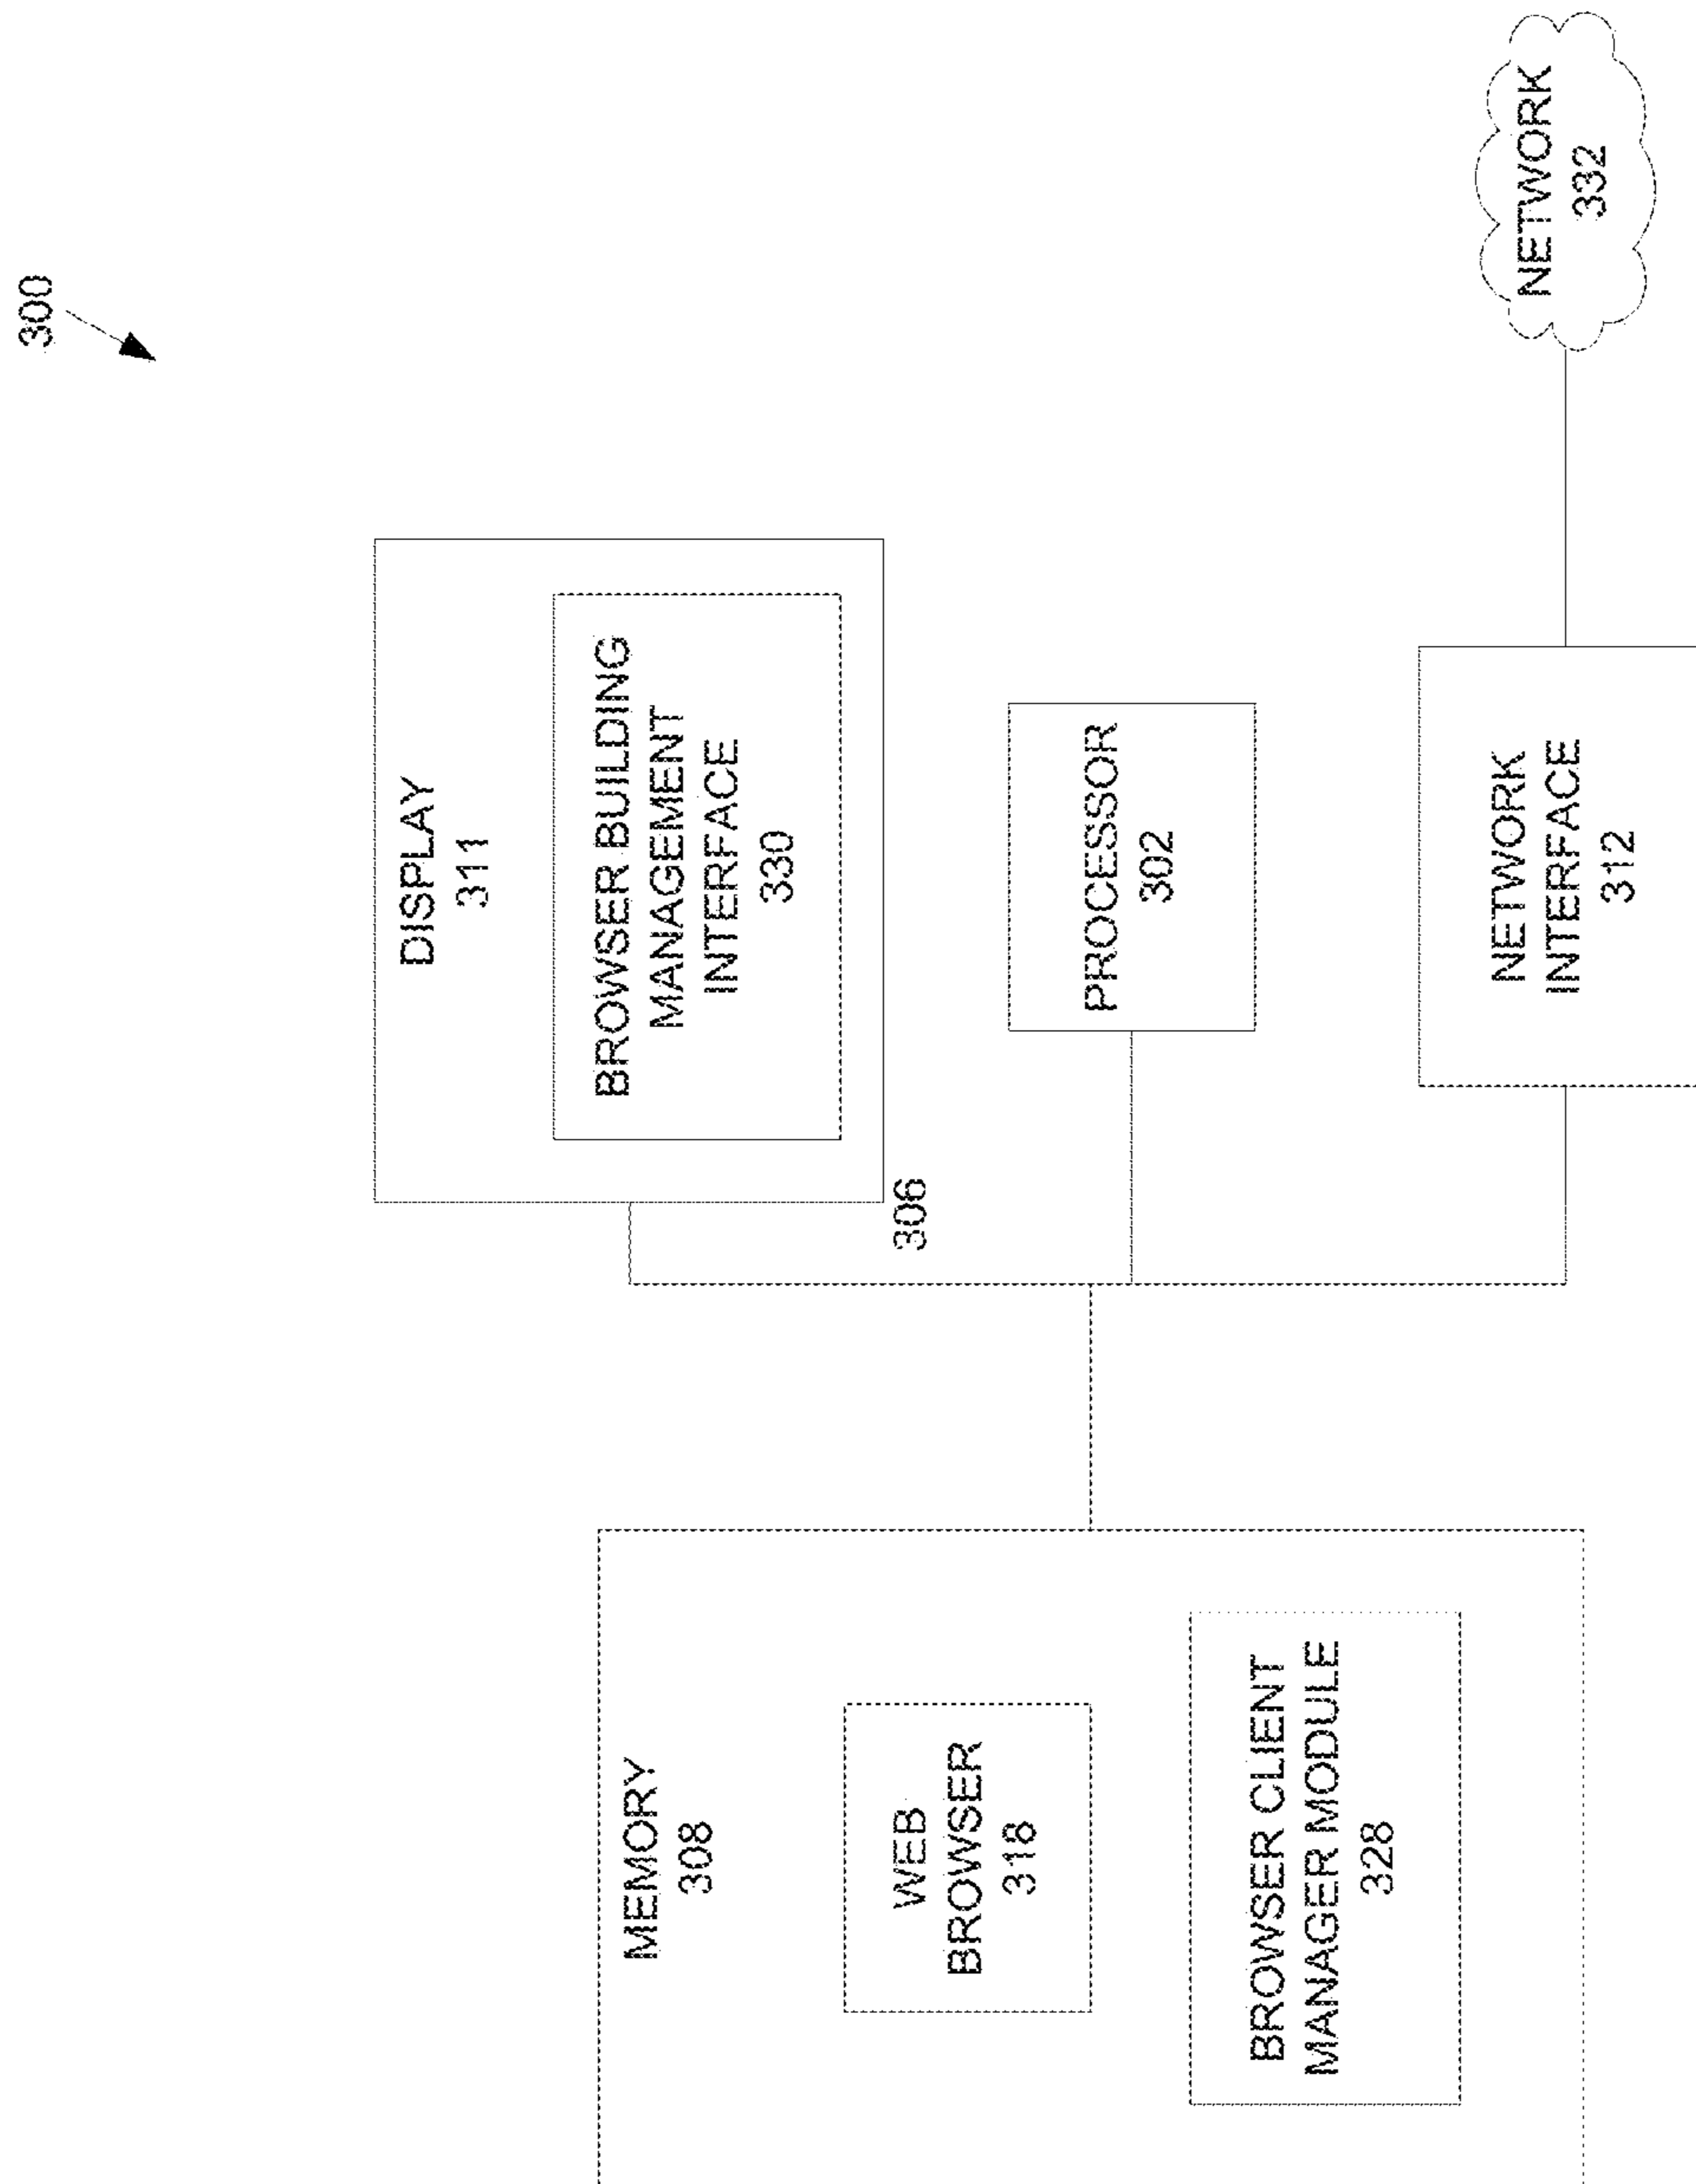 300
DISPLAY
311
BROWSER BUILDING
MANAGEMENT
INTERFACE
330
306
MEMORY
308
WEB
BROWSER
318
PROCESSOR
302
BROWSER CLIENT
MANAGER MODULE
328
NETWORK
INTERFACE
312
NETWORK
332